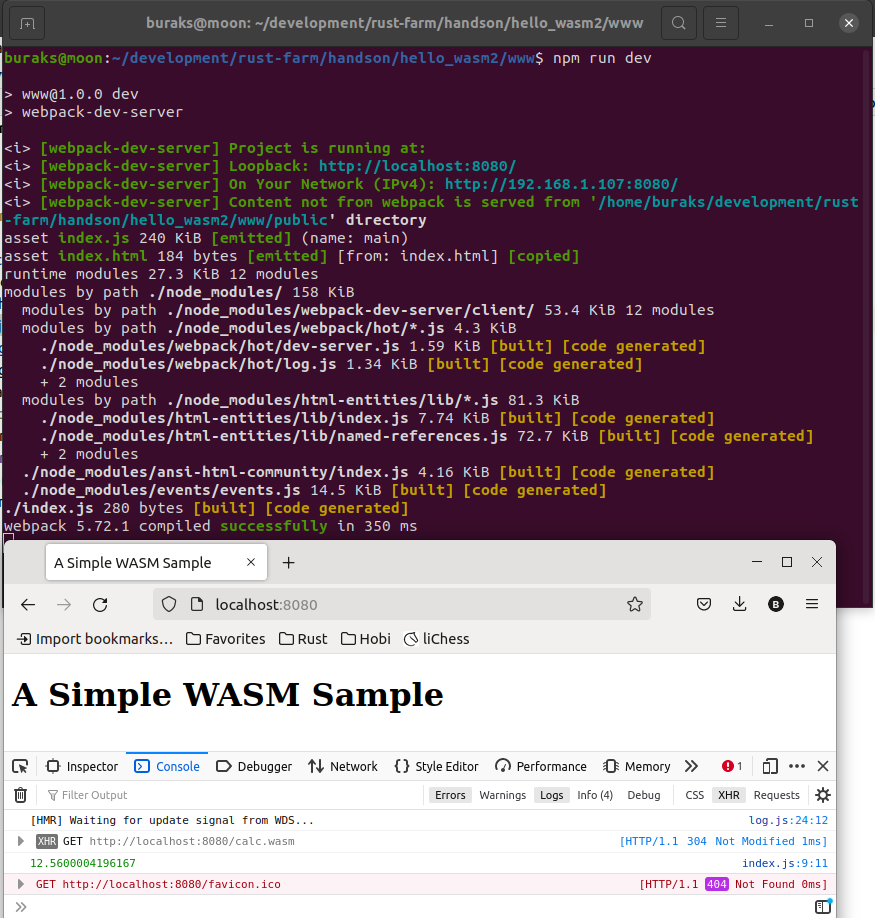 buraks@moon: ~/development/rust-farm/handson/hello_wasm2/www
buraks@moon:~/development/rust-farm/handson/hello_wasm2/www$ npm run dev
> www@1.0.0 dev
> webpack-dev-server
<i> [webpack-dev-server] Project is running at:
<i> [webpack-dev-server] Loopback: http://localhost:8080/
<i> [webpack-dev-server] On Your Network (IPv4): http://192.168.1.107:8080/
<i> [webpack-dev-server] Content not from webpack is served from '/home/buraks/development/rust
-farm/handson/hello_wasm2/www/public' directory
asset index.js 240 KiB [emitted] (name: main)
asset index.html 184 bytes [emitted] [from: index.html] [copied]
runtime modules 27.3 KiB 12 modules
modules by path ./node_modules/ 158 KiB
  modules by path ./node_modules/webpack-dev-server/client/ 53.4 KiB 12 modules
  modules by path ./node_modules/webpack/hot/*.js 4.3 KiB
    ./node_modules/webpack/hot/dev-server.js 1.59 KiB [built] [code generated]
    ./node_modules/webpack/hot/log.js 1.34 KiB [built] [code generated]
    + 2 modules
  modules by path ./node_modules/html-entities/lib/*.js 81.3 KiB
    ./node_modules/html-entities/lib/index.js 7.74 KiB [built] [code generated]
    ./node_modules/html-entities/lib/named-references.js 72.7 KiB [built] [code generated]
    + 2 modules
  ./node_modules/ansi-html-community/index.js 4.16 KiB [built] [code generated]
  ./node_modules/events/events.js 14.5 KiB [built] [code generated]
./index.js 280 bytes [built] [code generated]
webpack 5.72.1 compiled successfully in 350 ms
A Simple WASM Sample
localhost:8080
B
Import bookmarks… Favorites Rust Hobi liChess
A Simple WASM Sample
Inspector Console Debugger Network Style Editor Performance Memory 1
Filter Output Errors Warnings Logs Info (4) Debug CSS XHR Requests
[HMR] Waiting for update signal from WDS... log.js:24:12
XHR GET http://localhost:8080/calc.wasm [HTTP/1.1 304 Not Modified 1ms]
12.5600004196167 index.js:9:11
GET http://localhost:8080/favicon.ico [HTTP/1.1 404 Not Found 0ms]